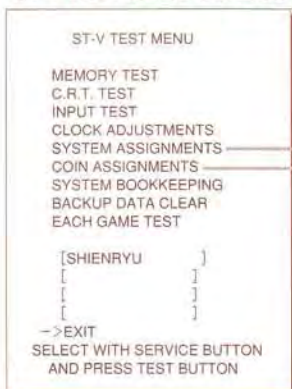 ST-V TEST MENU
MEMORY TEST
C.R.T. TEST
INPUT TEST
CLOCK ADJUSTMENTS
SYSTEM ASSIGNMENTS
COIN ASSIGNMENTS
SYSTEM BOOKKEEPING
BACKUP DATA CLEAR
EACH GAME TEST
[SHIENRYU ]
[ ]
[ ]
[ ]
->EXIT
SELECT WITH SERVICE BUTTON
AND PRESS TEST BUTTON